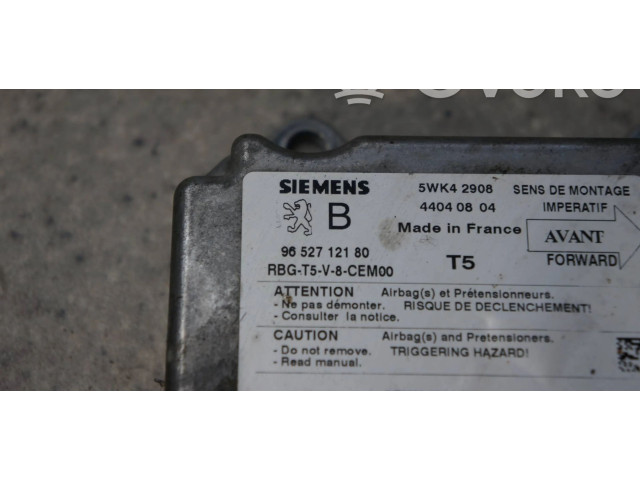 SIEMENS 5WK4 2908 SENS DE MONTAGE
B 4404 08 04 IMPERATIF
Made in France AVANT
96 527 121 80
RBG-T5-V-8-CEM00 T5 FORWARD
ATTENTION Airbag(s) et Prétensionneurs.
- Ne pas démonter. RISQUE DE DECLENCHEMENT!
- Consulter la notice.
CAUTION Airbag(s) and Pretensioners.
- Do not remove. TRIGGERING HAZARD!
- Read manual.